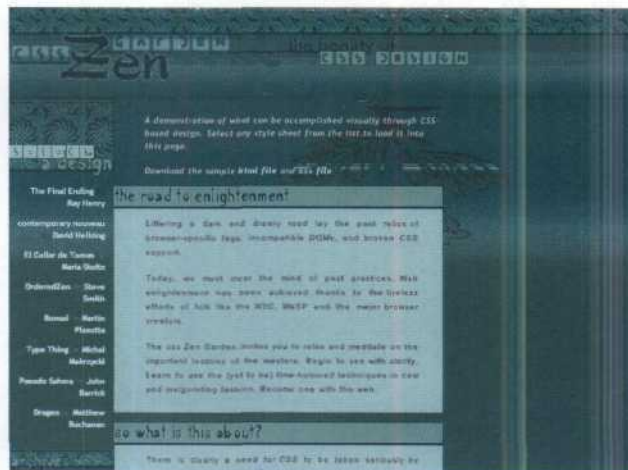 css Zen Garden
the beauty of
CSS DESIGN
A demonstration of what can be accomplished visually through CSS-
based design. Select any style sheet from the list to load it into
this page.
Download the sample html file and css file
select
a design
The Final Ending
Ray Henry
contemporary nouveau
David Hellsing
El Collar de Tomas
Maria Stultz
OrderedZen - Steve
Smith
Nomad - Martin
Plazotta
Type Thing - Michal
Mokrzycki
Pseudo Sahara - John
Barrick
Dragen - Matthew
Buchanan
archives
the road to enlightenment
Littering a dark and dreary road lay the past relics of
browser-specific tags, incompatible DOMs, and broken CSS
support.
Today, we must clear the mind of past practices. Web
enlightenment has been achieved thanks to the tireless
efforts of folk like the W3C, WaSP and the major browser
creators.
The css Zen Garden invites you to relax and meditate on the
important lessons of the masters. Begin to see with clarity.
Learn to use the (yet to be) time-honored techniques in new
and invigorating fashion. Become one with the web.
so what is this about?
There is clearly a need for CSS to be taken seriously by